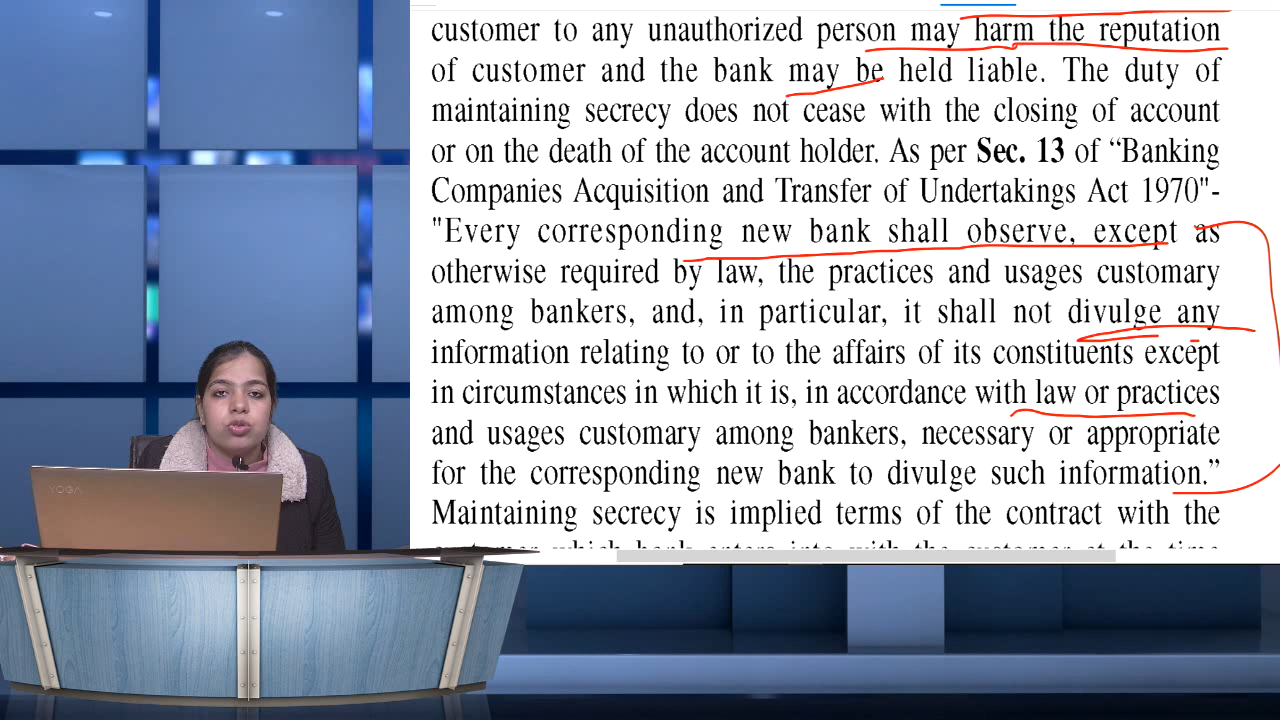 customer to any unauthorized person may harm the reputation
of customer and the bank may be held liable. The duty of
maintaining secrecy does not cease with the closing of account
or on the death of the account holder. As per Sec. 13 of “Banking
Companies Acquisition and Transfer of Undertakings Act 1970"-
"Every corresponding new bank shall observe, except as
otherwise required by law, the practices and usages customary
among bankers, and, in particular, it shall not divulge any
information relating to or to the affairs of its constituents except
in circumstances in which it is, in accordance with law or practices
and usages customary among bankers, necessary or appropriate
for the corresponding new bank to divulge such information.”
Maintaining secrecy is implied terms of the contract with the
YOGA